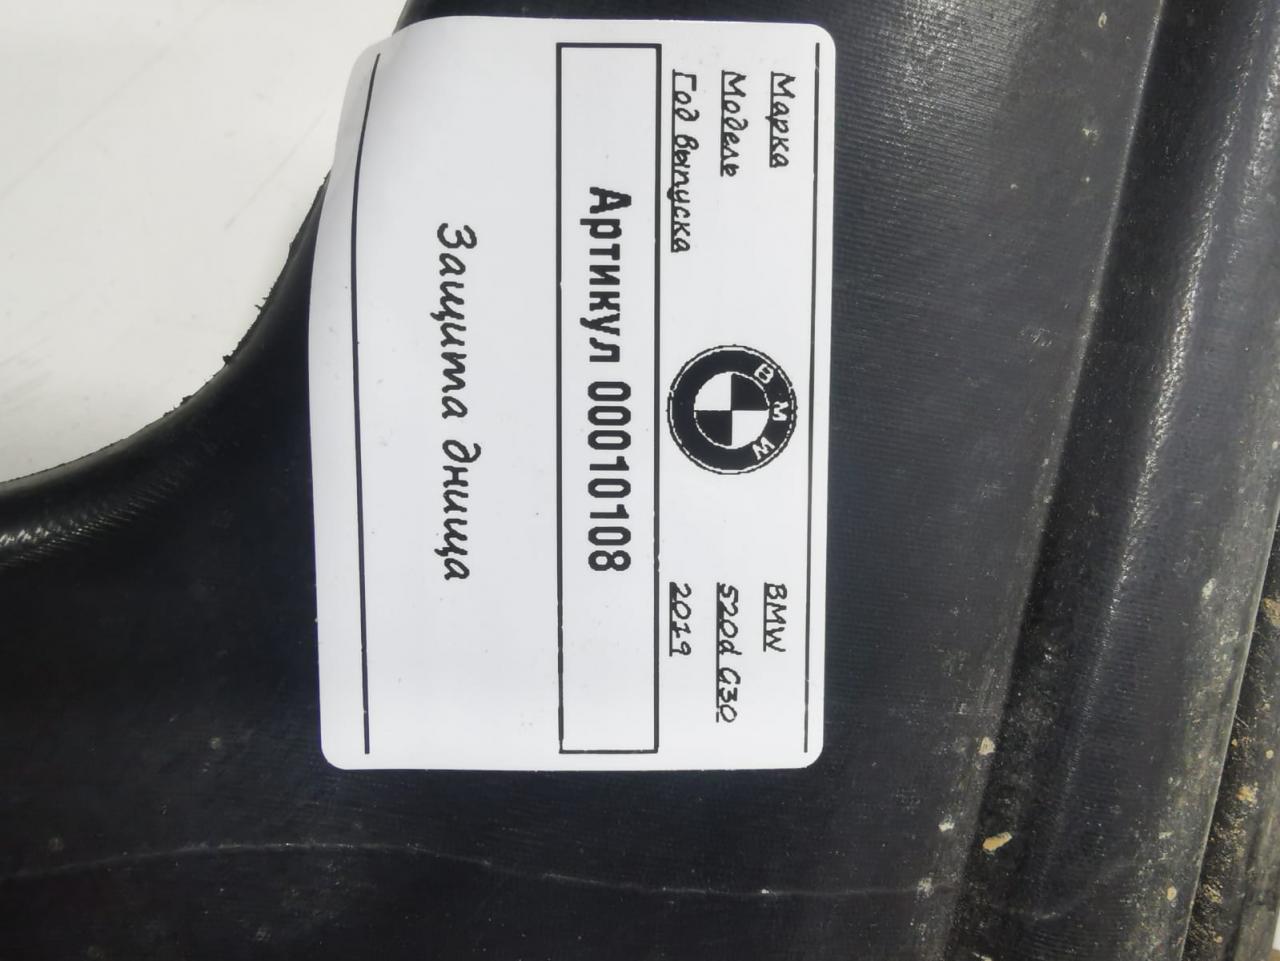 Марка BMW
Модель 520d G30
Год выпуска 2019
BMW
Артикул 00010108
Защита днища